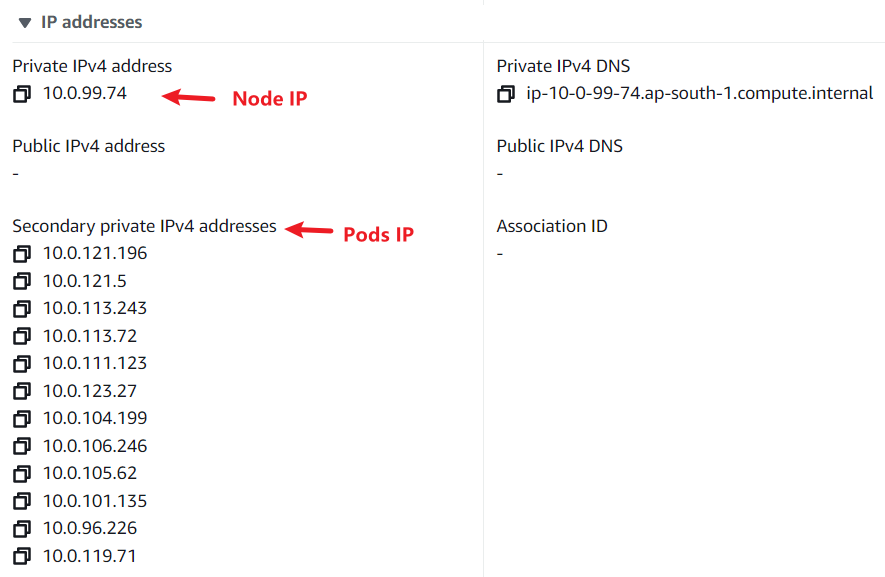 IP addresses
Private IPv4 address
10.0.99.74
Node IP
Private IPv4 DNS
ip-10-0-99-74.ap-south-1.compute.internal
Public IPv4 address
-
Public IPv4 DNS
-
Secondary private IPv4 addresses
Pods IP
10.0.121.196
10.0.121.5
10.0.113.243
10.0.113.72
10.0.111.123
10.0.123.27
10.0.104.199
10.0.106.246
10.0.105.62
10.0.101.135
10.0.96.226
10.0.119.71
Association ID
-